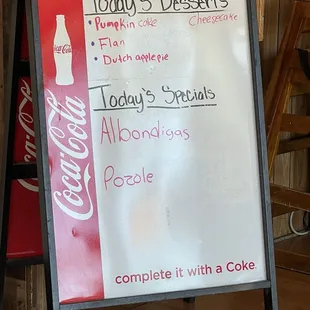 Today's Desserts
• Pumpkin cake Cheesecake
• Flan
• Dutch apple pie
Today's Specials
Albondigas
Pozole
Coca-Cola
complete it with a Coke.